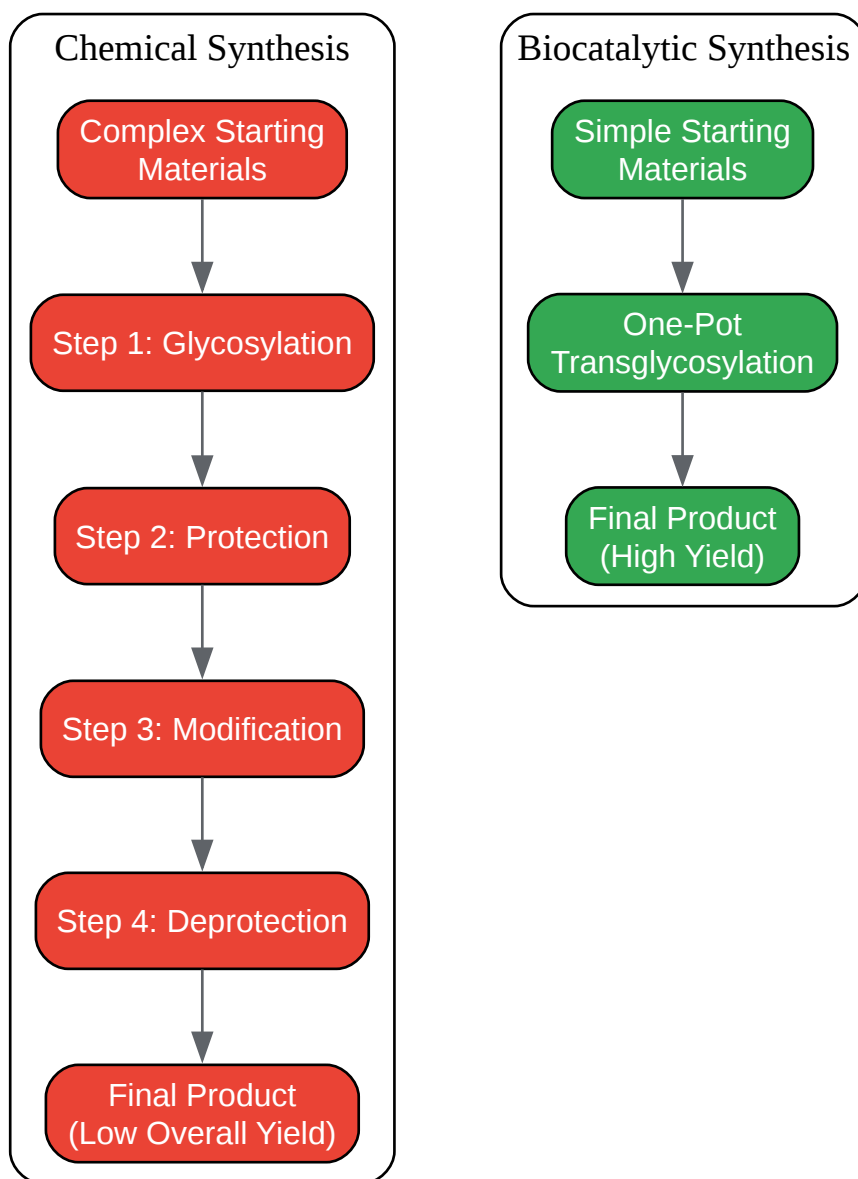 Chemical Synthesis
Complex Starting
Materials
Step 1: Glycosylation
Step 2: Protection
Step 3: Modification
Step 4: Deprotection
Final Product
(Low Overall Yield)
Biocatalytic Synthesis
Simple Starting
Materials
One-Pot
Transglycosylation
Final Product
(High Yield)